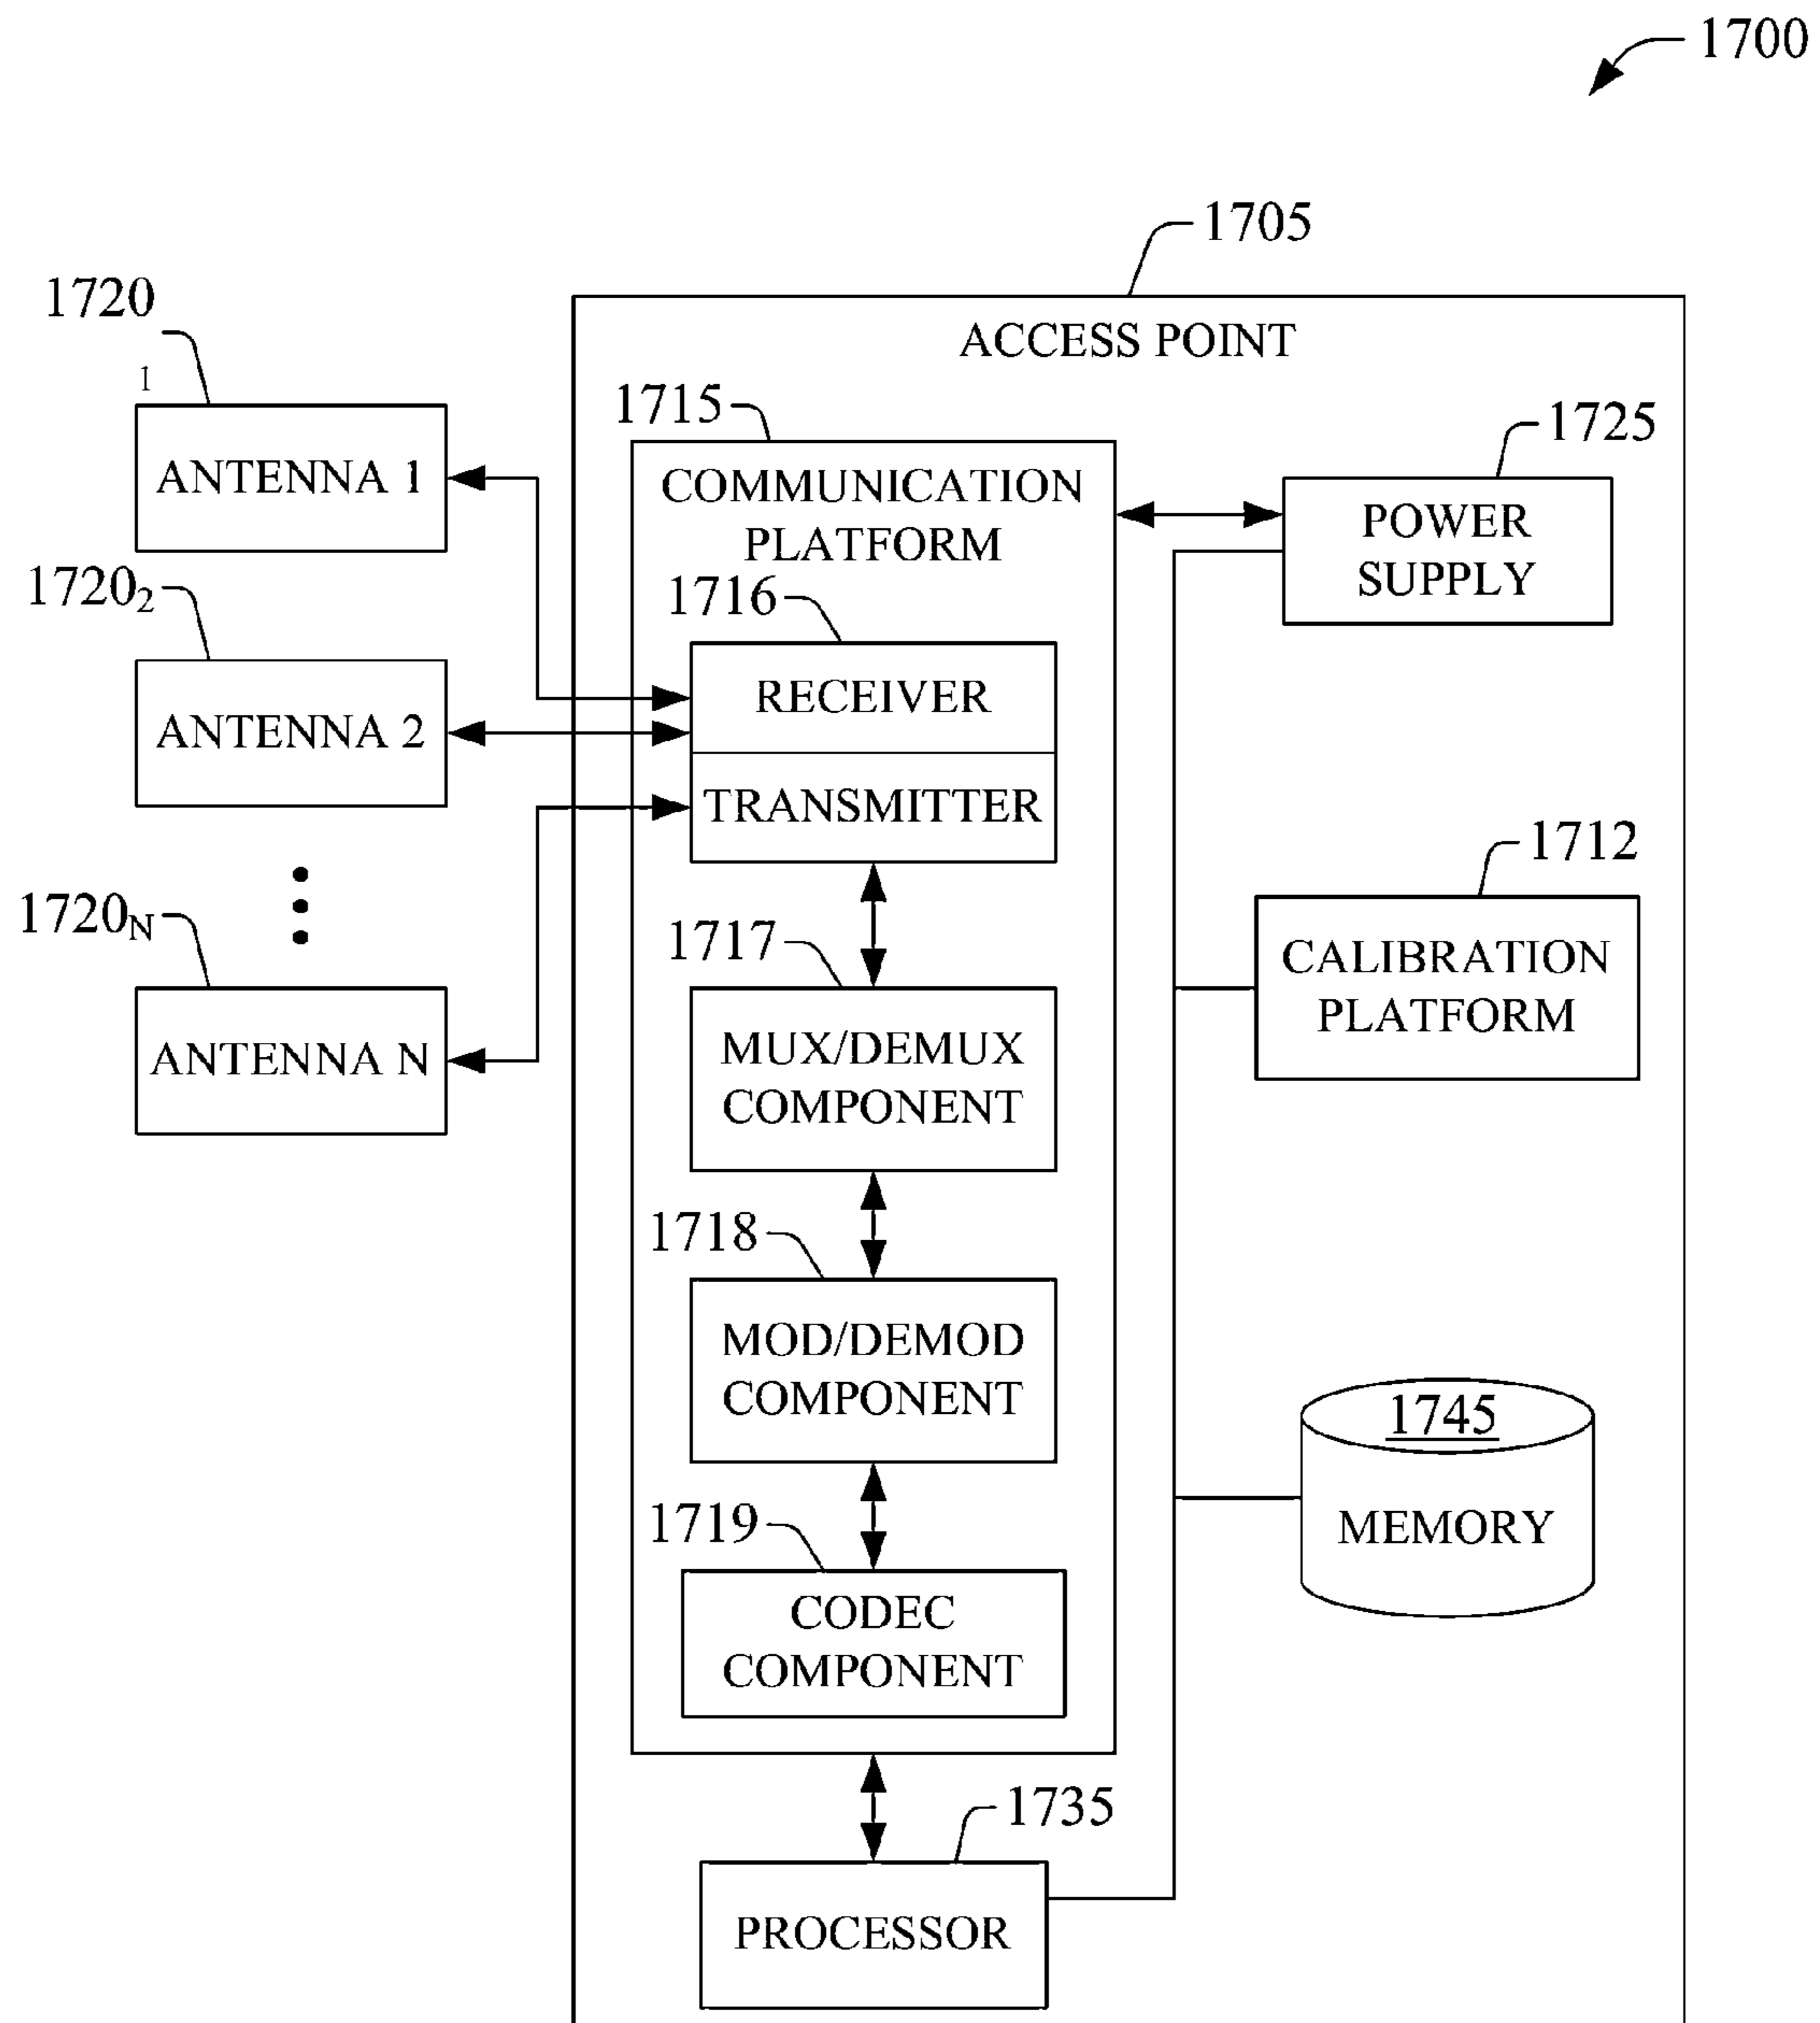 1700
1705
ACCESS POINT
1720
1
ANTENNA 1
1720₂
ANTENNA 2
1720N
ANTENNA N
1715
COMMUNICATION
PLATFORM
1716
RECEIVER
TRANSMITTER
1717
MUX/DEMUX
COMPONENT
1718
MOD/DEMOD
COMPONENT
1719
CODEC
COMPONENT
1735
PROCESSOR
1725
POWER
SUPPLY
1712
CALIBRATION
PLATFORM
1745
MEMORY